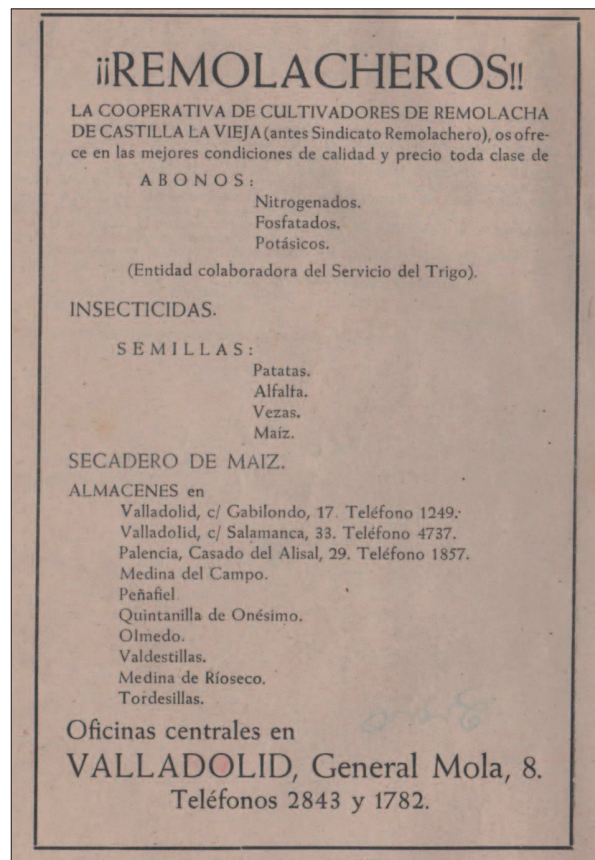 ¡¡REMOLACHEROS!!
LA COOPERATIVA DE CULTIVADORES DE REMOLACHA
DE CASTILLA LA VIEJA (antes Sindicato Remolachero), os ofre-
ce en las mejores condiciones de calidad y precio toda clase de
ABONOS:
Nitrogenados.
Fosfatados.
Potásicos.
(Entidad colaboradora del Servicio del Trigo).
INSECTICIDAS.
SEMILLAS:
Patatas.
Alfalfa.
Vezas.
Maíz.
SECADERO DE MAIZ.
ALMACENES en
Valladolid, c/ Gabilondo, 17. Teléfono 1249.
Valladolid, c/ Salamanca, 33. Teléfono 4737.
Palencia, Casado del Alisal, 29. Teléfono 1857.
Medina del Campo.
Peñafiel
Quintanilla de Onésimo.
Olmedo.
Valdestillas.
Medina de Ríoseco.
Tordesillas.
Oficinas centrales en
VALLADOLID, General Mola, 8.
Teléfonos 2843 y 1782.